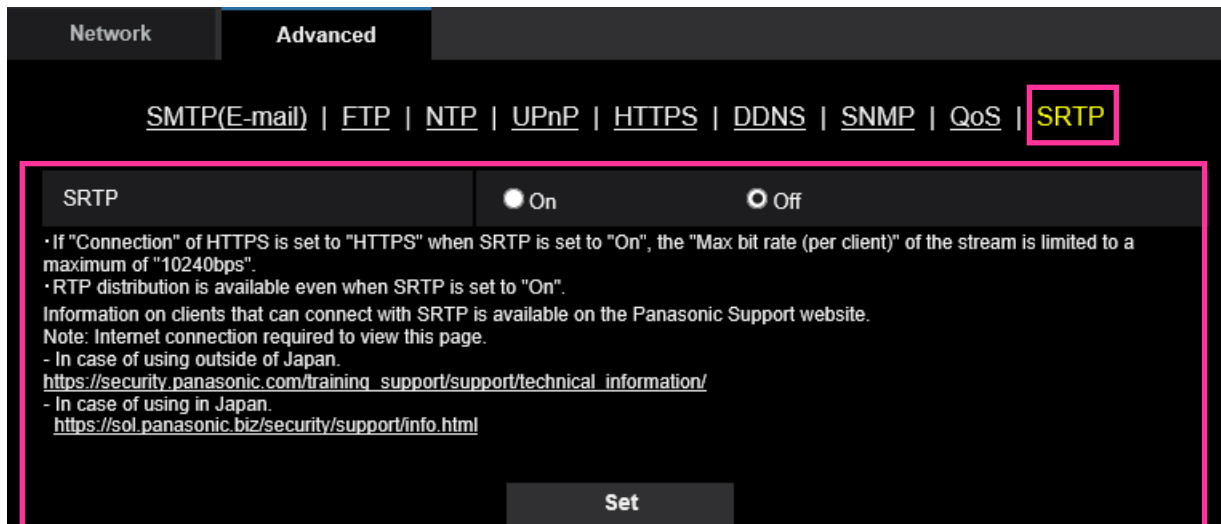 Network Advanced
SMTP(E-mail) | FTP | NTP | UPnP | HTTPS | DDNS | SNMP | QoS | SRTP
SRTP On Off
・If "Connection" of HTTPS is set to "HTTPS" when SRTP is set to "On", the "Max bit rate (per client)" of the stream is limited to a
maximum of "10240bps".
・RTP distribution is available even when SRTP is set to "On".
Information on clients that can connect with SRTP is available on the Panasonic Support website.
Note: Internet connection required to view this page.
- In case of using outside of Japan.
https://security.panasonic.com/training_support/support/technical_information/
- In case of using in Japan.
https://sol.panasonic.biz/security/support/info.html
Set